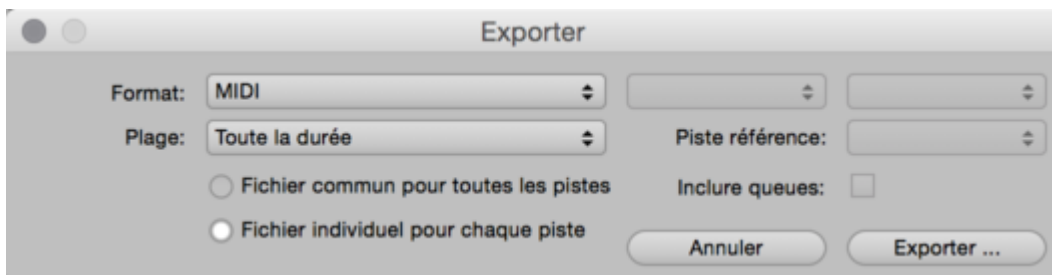 Exporter
Format: MIDI
Plage: Toute la durée Piste référence:
Fichier commun pour toutes les pistes Inclure queues:
Fichier individuel pour chaque piste
Annuler Exporter ...